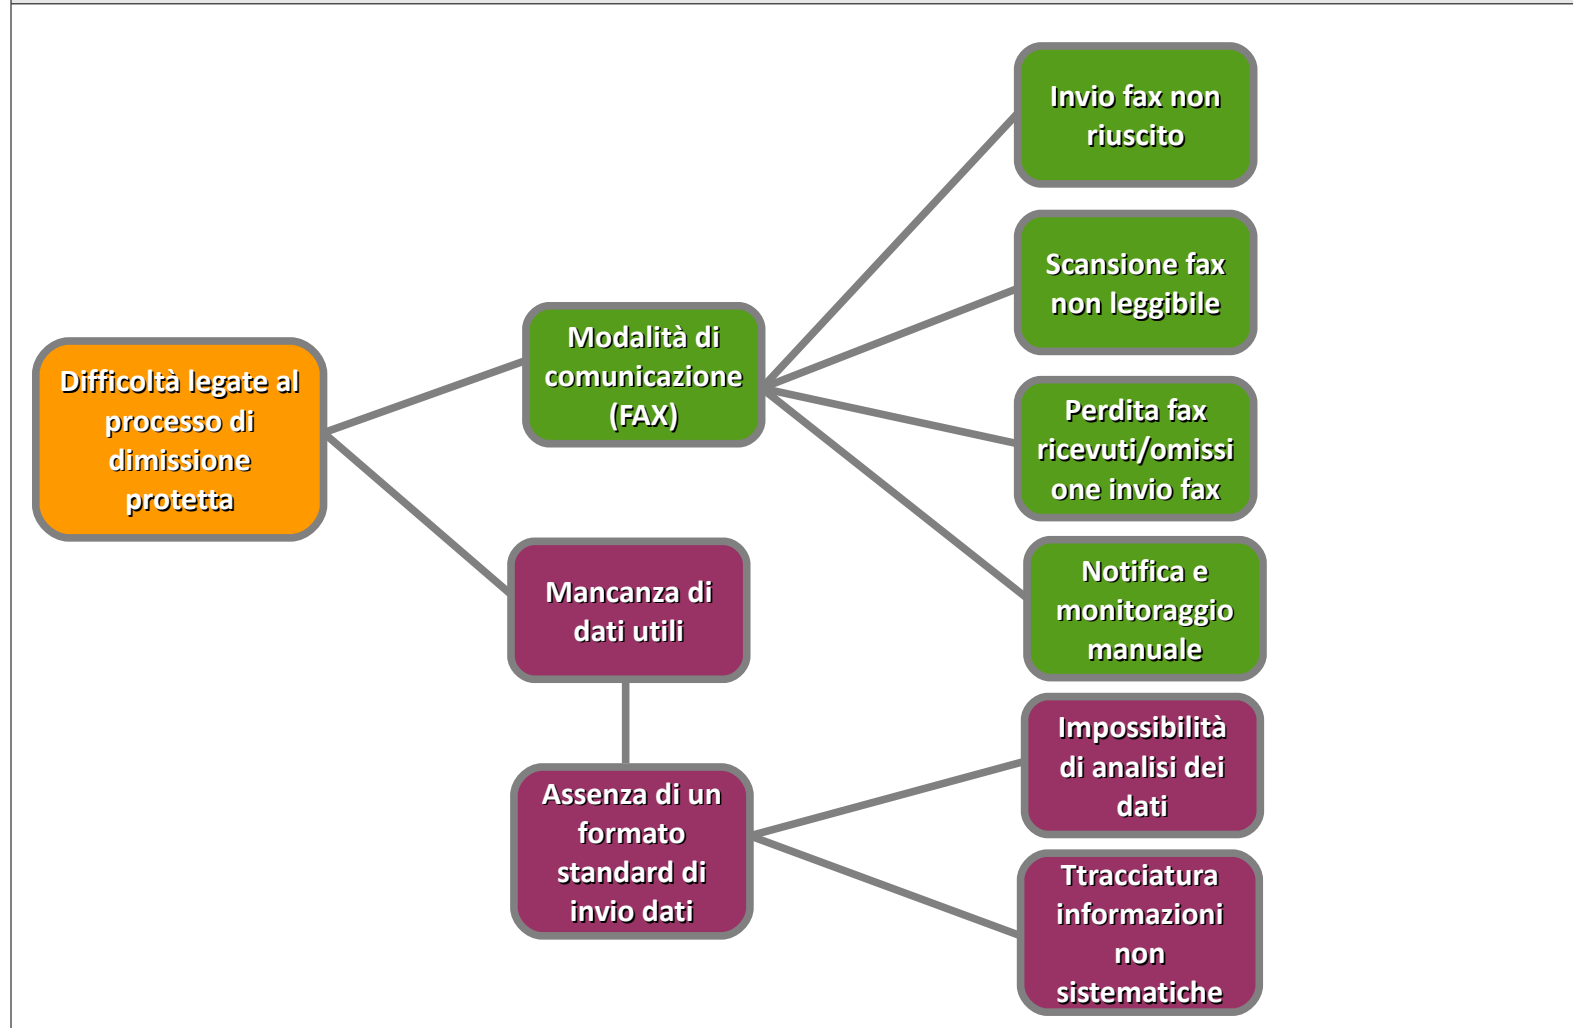 Difficoltà legate al
processo di
dimissione
protetta
Modalità di
comunicazione
(FAX)
Mancanza di
dati utili
Assenza di un
formato
standard di
invio dati
Invio fax non
riuscito
Scansione fax
non leggibile
Perdita fax
ricevuti/omissi
one invio fax
Notifica e
monitoraggio
manuale
Impossibilità
di analisi dei
dati
Ttracciatura
informazioni
non
sistematiche